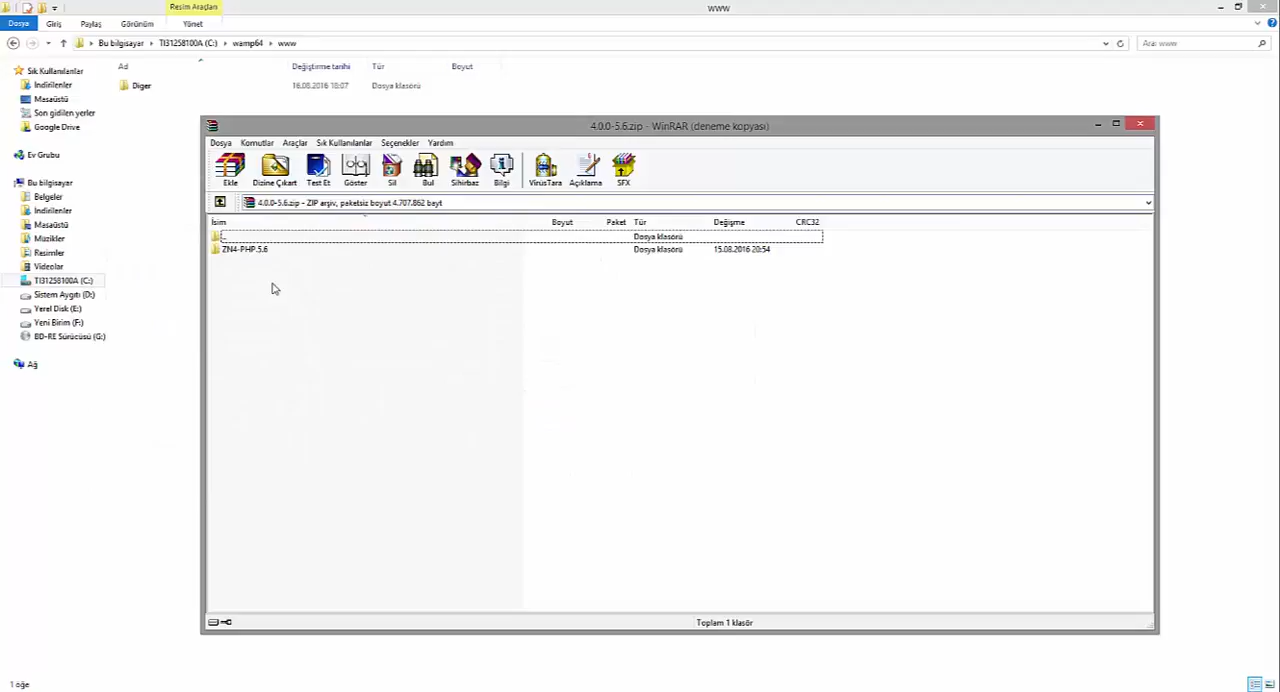 Resim Araçları
www
Dosya Giriş Paylaş Görünüm Yönet
Bu bilgisayar TI31258100A (C:) wamp64 www
Ara: www
Ad Değiştirme tarihi Tür Boyut
Diger 16.08.2016 18:07 Dosya klasörü
Sık Kullanılanlar
İndirilenler
Masaüstü
Son gidilen yerler
Google Drive
Ev Grubu
Bu bilgisayar
Belgeler
İndirilenler
Masaüstü
Müzikler
Resimler
Videolar
TI31258100A (C:)
Sistem Aygıtı (D:)
Yerel Disk (E:)
Yeni Birim (F:)
BD-RE Sürücüsü (G:)
Ağ
1 öğe
4.0.0-5.6.zip - WinRAR (deneme kopyası)
Dosya Komutlar Araçlar Sık Kullanılanlar Seçenekler Yardım
Ekle Dizine Çıkart Test Et Göster Sil Bul Sihirbaz Bilgi VirüsTara Açıklama SFX
4.0.0-5.6.zip - ZIP arşiv, paketsiz boyut 4.707.862 bayt
İsim Boyut Paket Tür Değişme CRC32
.. Dosya klasörü
ZN4-PHP.5.6 Dosya klasörü 15.08.2016 20:54
Toplam 1 klasör